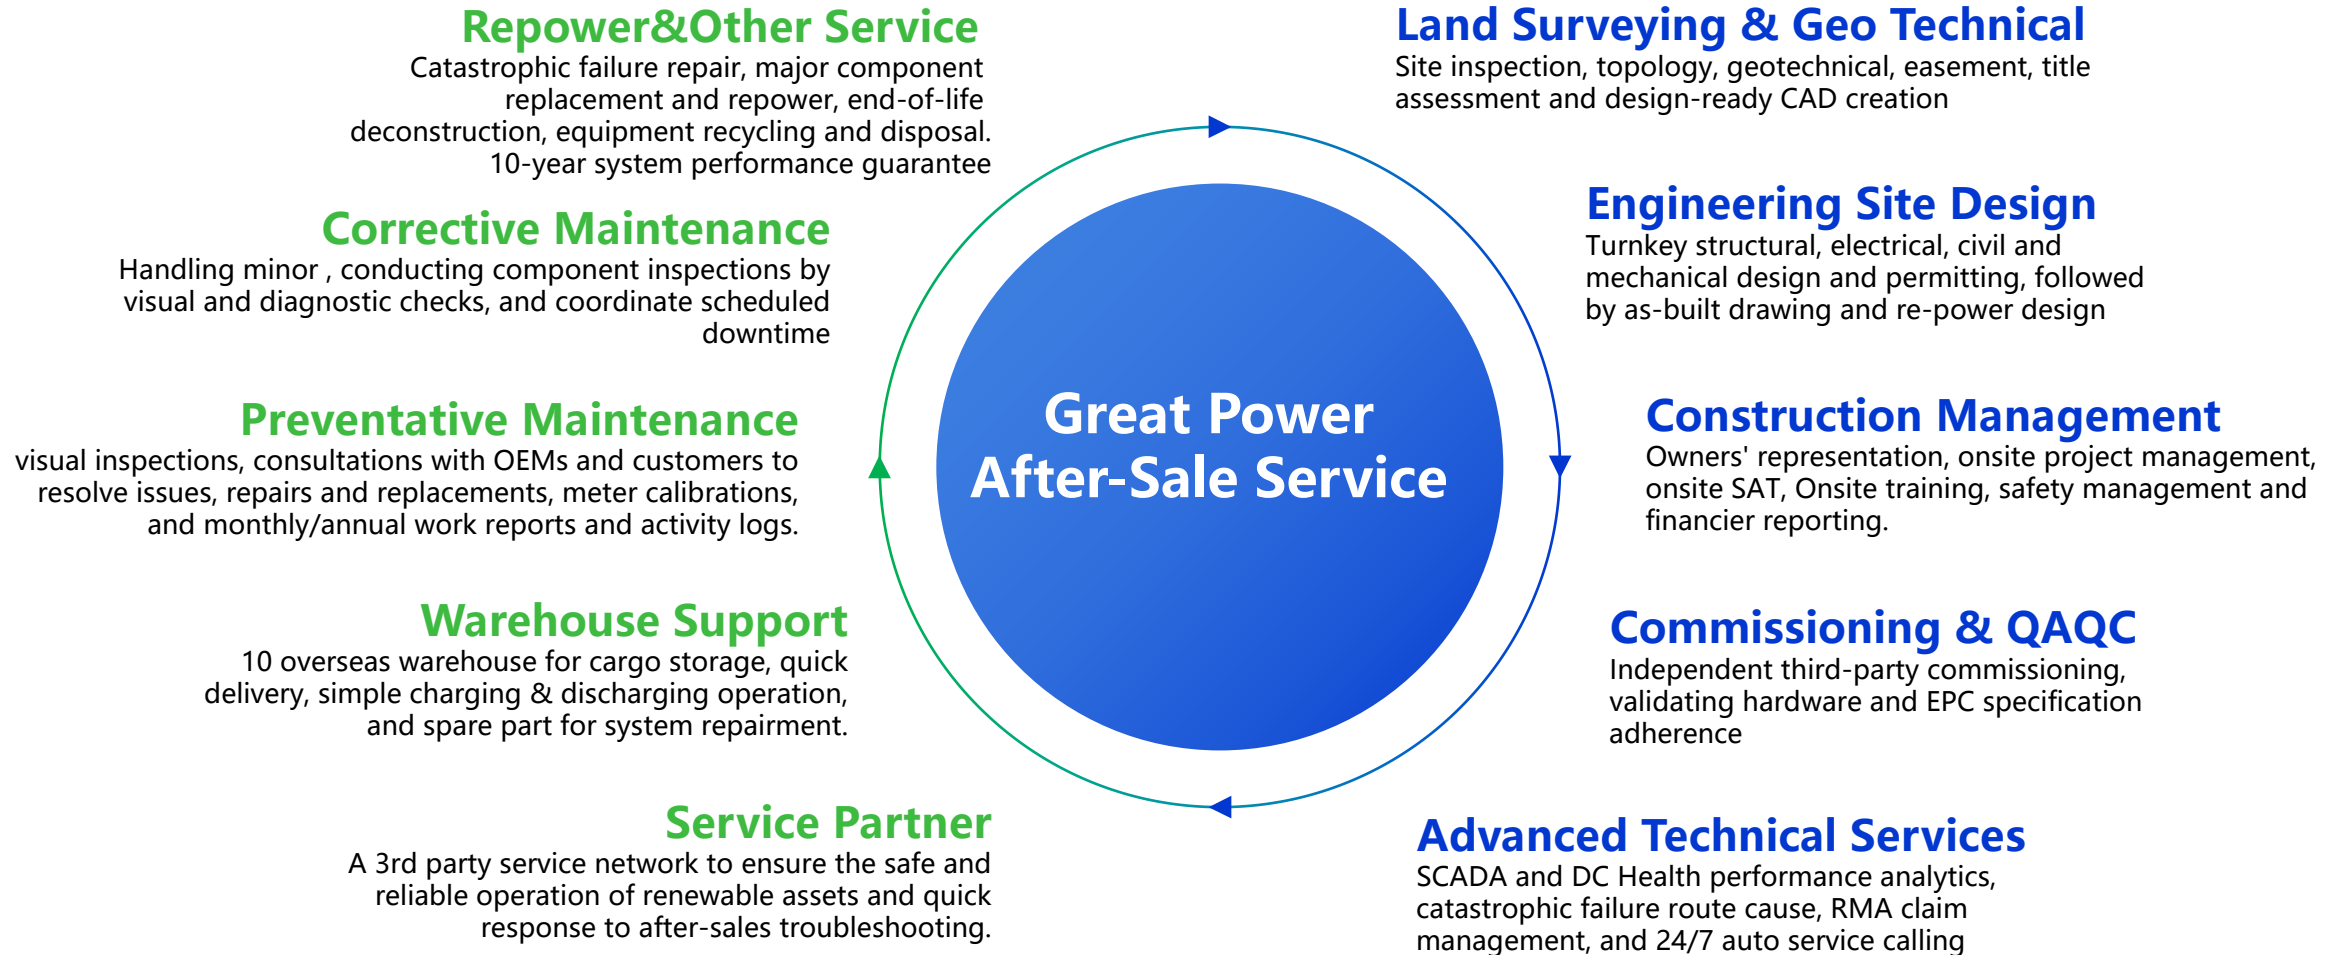 Repower&Other Service
Catastrophic failure repair, major component
replacement and repower, end-of-life
deconstruction, equipment recycling and disposal.
10-year system performance guarantee
Corrective Maintenance
Handling minor , conducting component inspections by
visual and diagnostic checks, and coordinate scheduled
downtime
Preventative Maintenance
visual inspections, consultations with OEMs and customers to
resolve issues, repairs and replacements, meter calibrations,
and monthly/annual work reports and activity logs.
Warehouse Support
10 overseas warehouse for cargo storage, quick
delivery, simple charging & discharging operation,
and spare part for system repairment.
Service Partner
A 3rd party service network to ensure the safe and
reliable operation of renewable assets and quick
response to after-sales troubleshooting.
Great Power
After-Sale Service
Land Surveying & Geo Technical
Site inspection, topology, geotechnical, easement, title
assessment and design-ready CAD creation
Engineering Site Design
Turnkey structural, electrical, civil and
mechanical design and permitting, followed
by as-built drawing and re-power design
Construction Management
Owners' representation, onsite project management,
onsite SAT, Onsite training, safety management and
financier reporting.
Commissioning & QAQC
Independent third-party commissioning,
validating hardware and EPC specification
adherence
Advanced Technical Services
SCADA and DC Health performance analytics,
catastrophic failure route cause, RMA claim
management, and 24/7 auto service calling